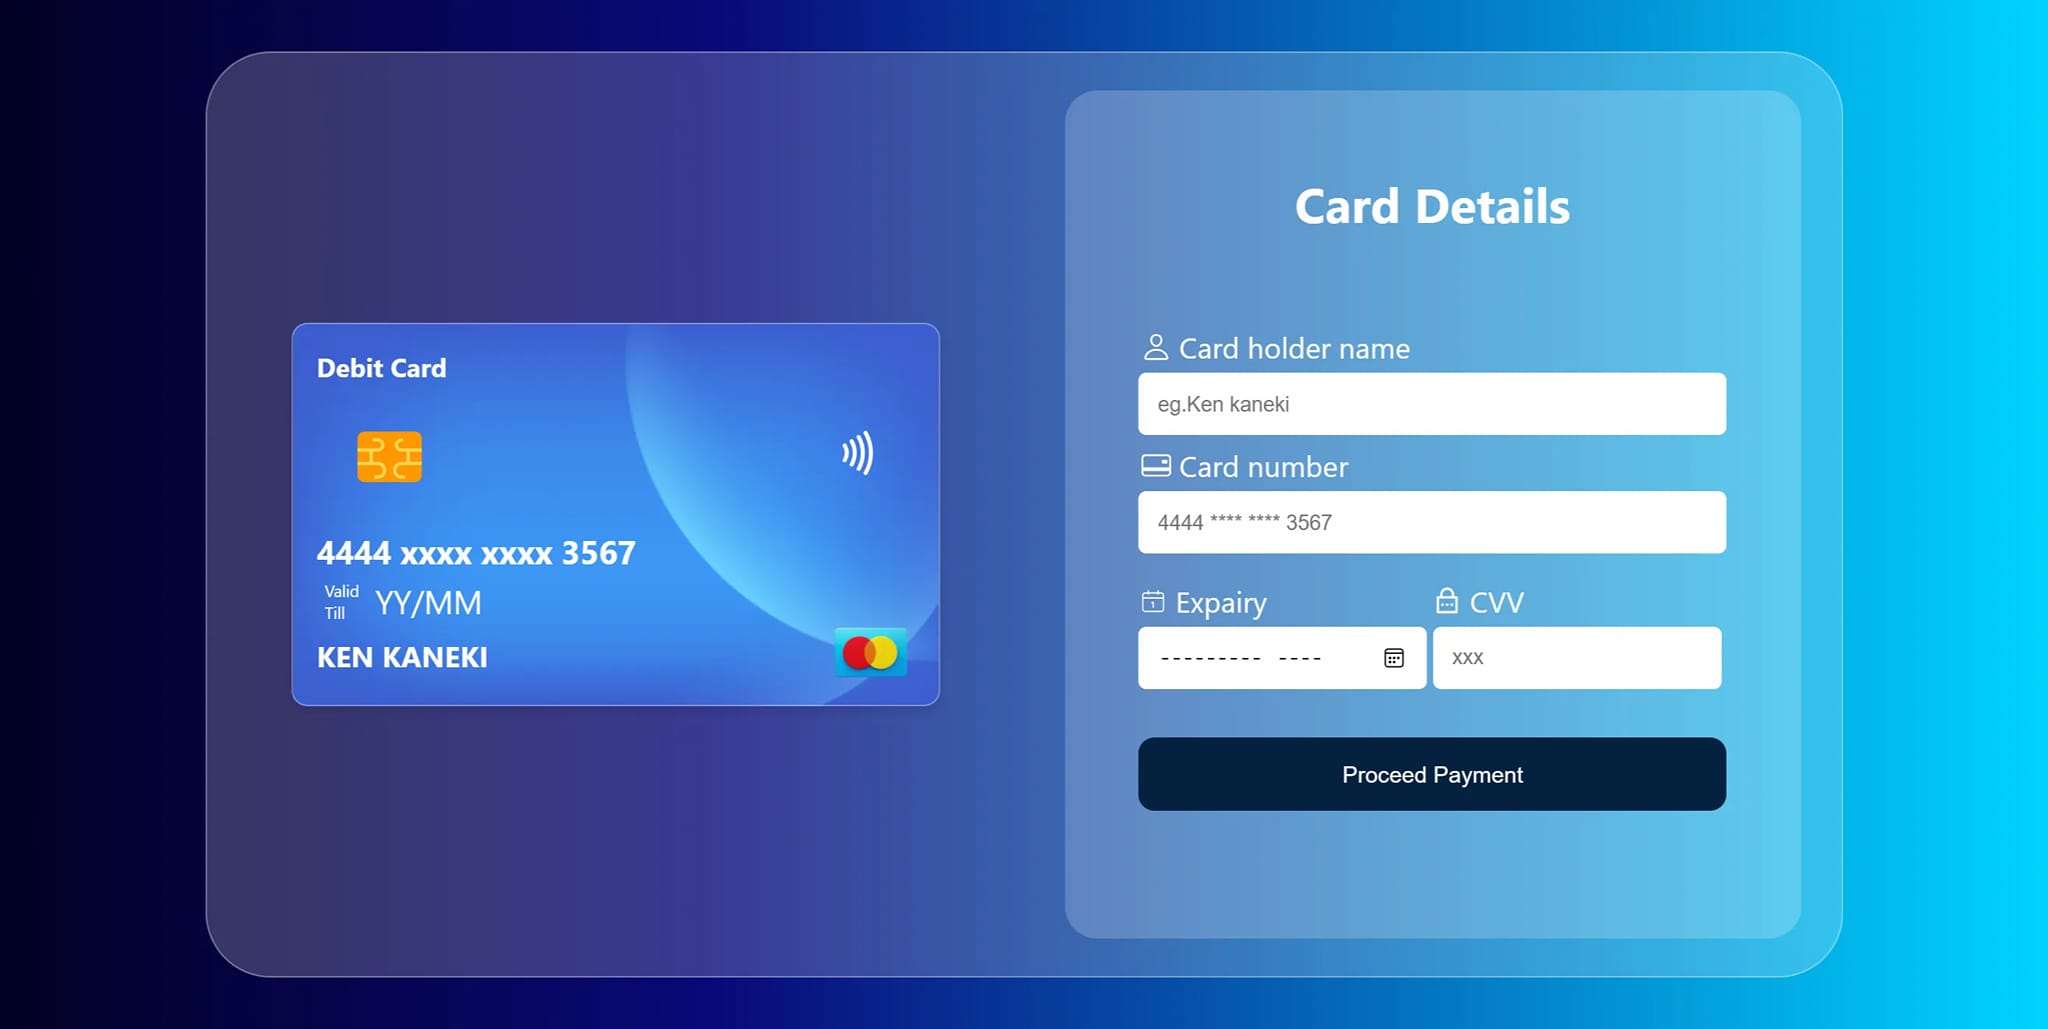 Debit Card
4444 xxxx xxxx 3567
Valid
Till
YY/MM
KEN KANEKI
Card Details
Card holder name
eg.Ken kaneki
Card number
4444 **** **** 3567
Expairy
CVV
--------- ----
xxx
Proceed Payment